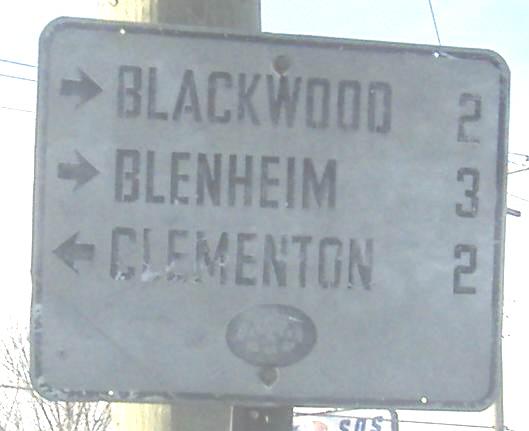 → BLACKWOOD 2
→ BLENHEIM 3
← CLEMENTON 2